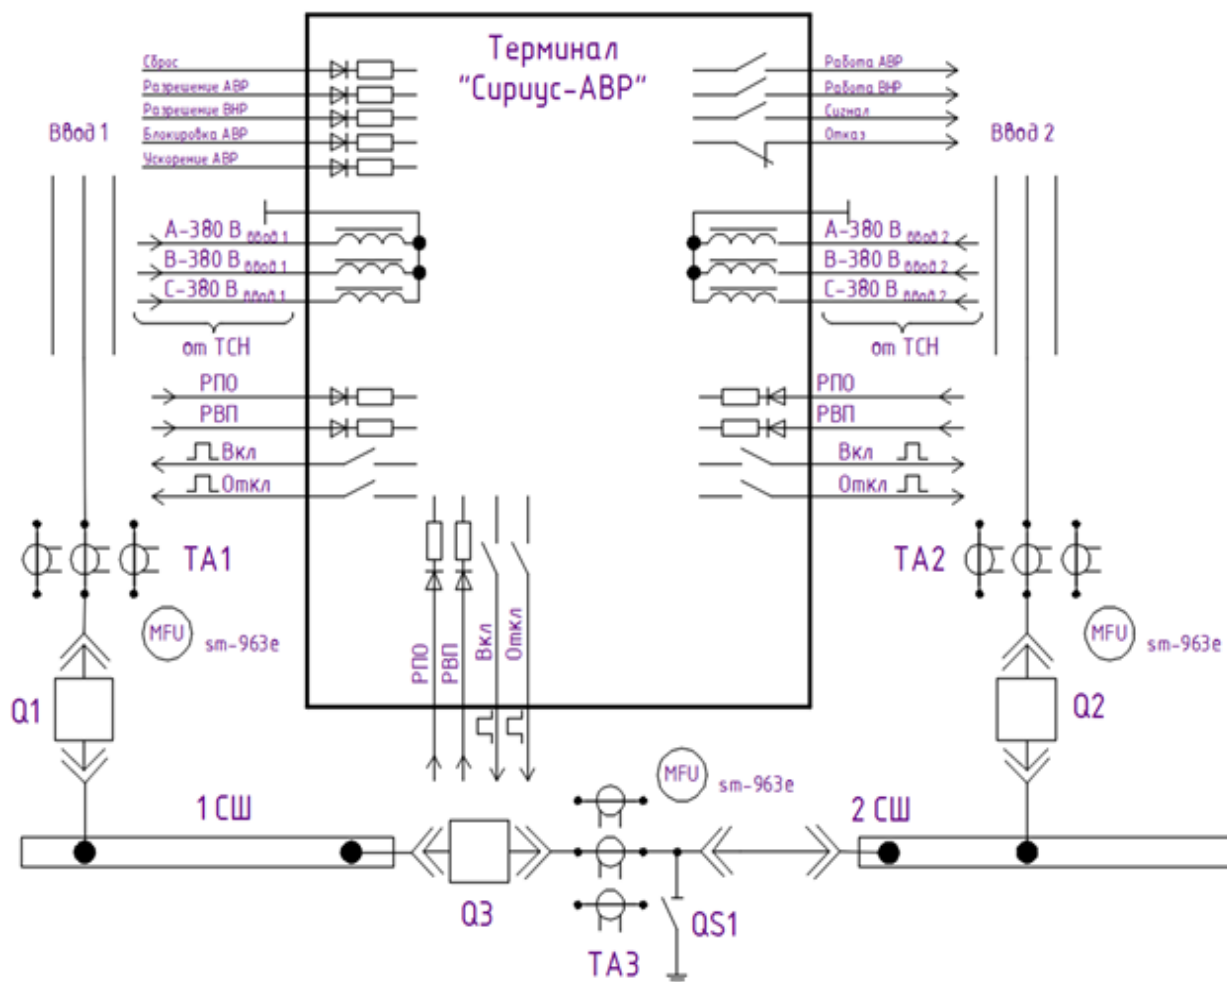 Терминал
"Сириус-АВР"
Сброс
Разрешение АВР
Разрешение ВНР
Блокировка АВР
Ускорение АВР
Работа АВР
Работа ВНР
Сигнал
Отказ
Ввод 1
Ввод 2
А-380 В ввод 1
В-380 В ввод 1
С-380 В ввод 1
от ТСН
А-380 В ввод 2
В-380 В ввод 2
С-380 В ввод 2
от ТСН
РПО
РВП
Вкл
Откл
РПО
РВП
Вкл
Откл
ТА1
ТА2
РПО
РВП
Вкл
Откл
MFU sm-963e
MFU sm-963e
Q1
Q2
MFU sm-963e
1 СШ
2 СШ
Q3
QS1
ТА3